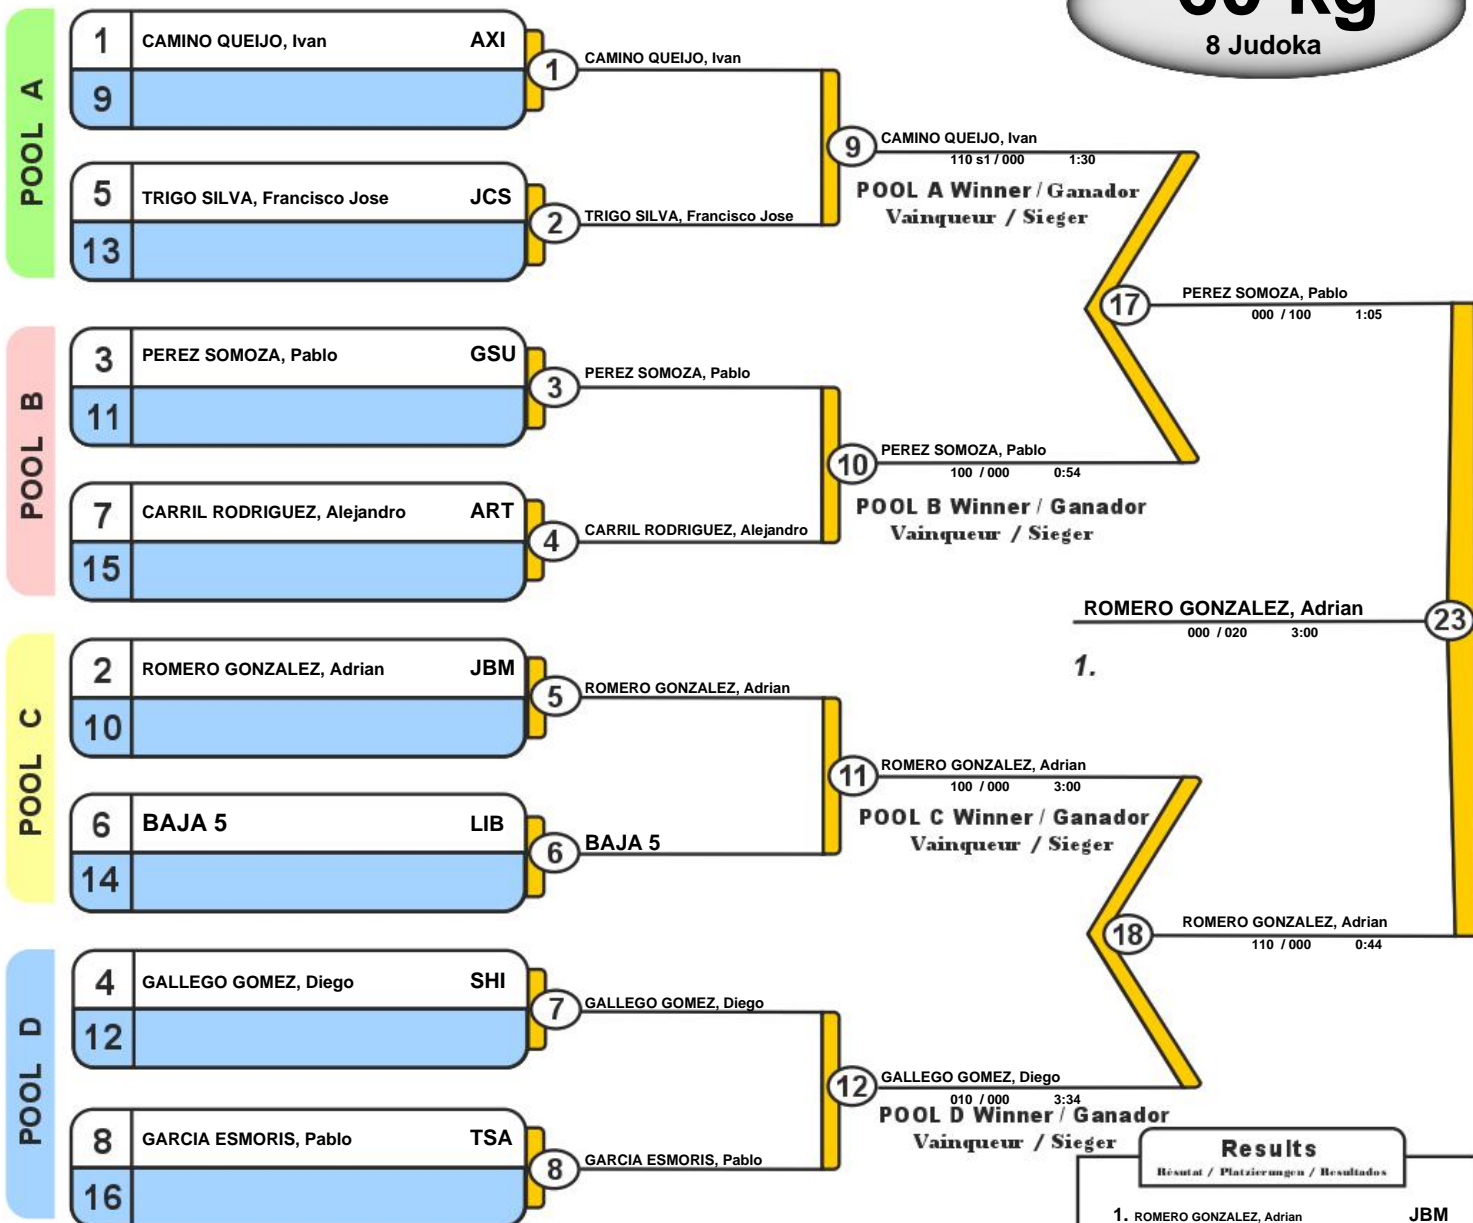 60 kg
8 Judoka
POOL A
1 CAMINO QUEIJO, Ivan AXI
9
1 CAMINO QUEIJO, Ivan
5 TRIGO SILVA, Francisco Jose JCS
13
2 TRIGO SILVA, Francisco Jose
9 CAMINO QUEIJO, Ivan
110 s1 / 000 1:30
POOL A Winner / Ganador
Vainqueur / Sieger
POOL B
3 PEREZ SOMOZA, Pablo GSU
11
3 PEREZ SOMOZA, Pablo
7 CARRIL RODRIGUEZ, Alejandro ART
15
4 CARRIL RODRIGUEZ, Alejandro
10 PEREZ SOMOZA, Pablo
100 / 000 0:54
POOL B Winner / Ganador
Vainqueur / Sieger
17 PEREZ SOMOZA, Pablo
000 / 100 1:05
ROMERO GONZALEZ, Adrian 23
000 / 020 3:00
1.
POOL C
2 ROMERO GONZALEZ, Adrian JBM
10
5 ROMERO GONZALEZ, Adrian
6 BAJA 5 LIB
14
6 BAJA 5
11 ROMERO GONZALEZ, Adrian
100 / 000 3:00
POOL C Winner / Ganador
Vainqueur / Sieger
18 ROMERO GONZALEZ, Adrian
110 / 000 0:44
POOL D
4 GALLEGO GOMEZ, Diego SHI
12
7 GALLEGO GOMEZ, Diego
8 GARCIA ESMORIS, Pablo TSA
16
8 GARCIA ESMORIS, Pablo
12 GALLEGO GOMEZ, Diego
010 / 000 3:34
POOL D Winner / Ganador
Vainqueur / Sieger
Results
Résutat / Platzierungen / Resultados
1. ROMERO GONZALEZ, Adrian JBM